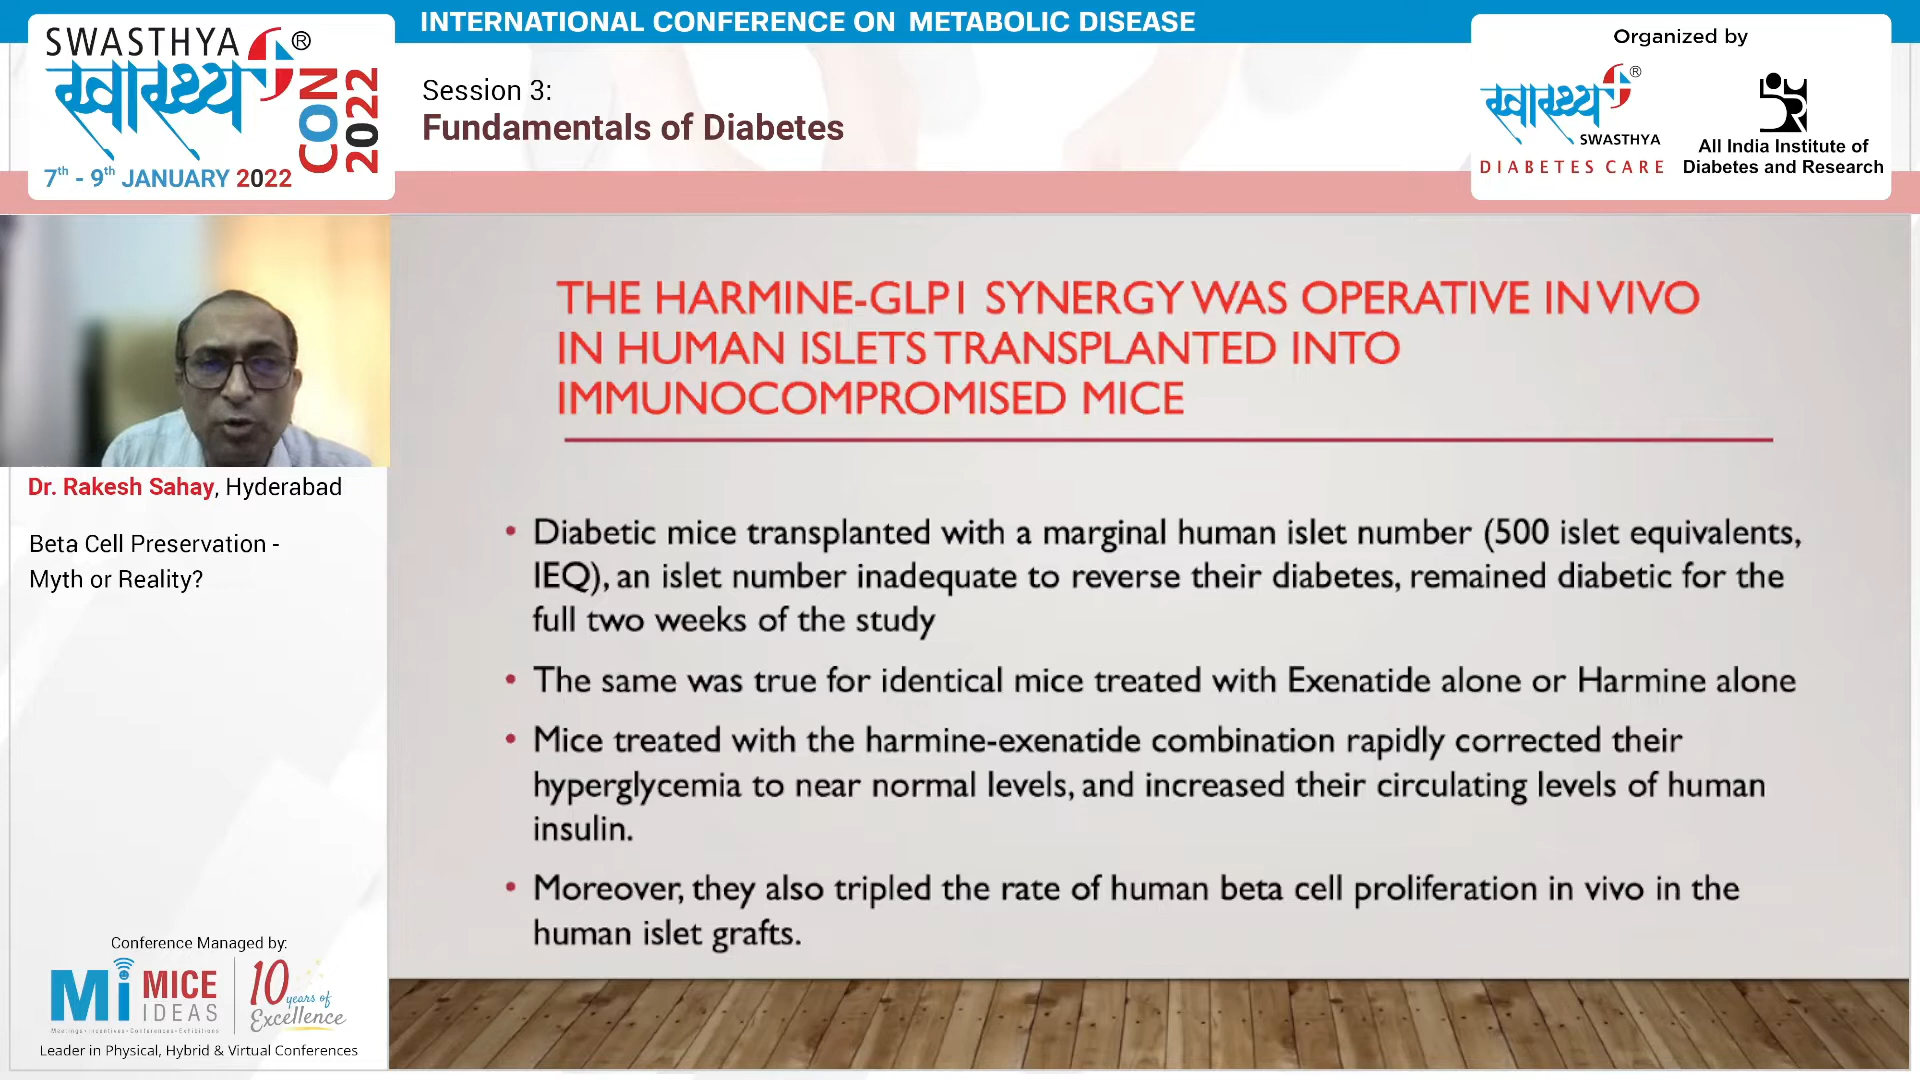 INTERNATIONAL CONFERENCE ON METABOLIC DISEASE
SWASTHYA ®
स्वास्थ्य
CON 2022
7th - 9th JANUARY 2022
Session 3:
Fundamentals of Diabetes
Organized by
स्वास्थ्य ®
SWASTHYA
DIABETES CARE
All India Institute of
Diabetes and Research
Dr. Rakesh Sahay, Hyderabad
Beta Cell Preservation -
Myth or Reality?
THE HARMINE-GLP1 SYNERGY WAS OPERATIVE IN VIVO
IN HUMAN ISLETS TRANSPLANTED INTO
IMMUNOCOMPROMISED MICE
• Diabetic mice transplanted with a marginal human islet number (500 islet equivalents,
IEQ), an islet number inadequate to reverse their diabetes, remained diabetic for the
full two weeks of the study
• The same was true for identical mice treated with Exenatide alone or Harmine alone
• Mice treated with the harmine-exenatide combination rapidly corrected their
hyperglycemia to near normal levels, and increased their circulating levels of human
insulin.
• Moreover, they also tripled the rate of human beta cell proliferation in vivo in the
human islet grafts.
Conference Managed by:
Mi MICE
IDEAS
Meetings • Incentives • Conferences • Exhibitions
10
years of
Excellence
Leader in Physical, Hybrid & Virtual Conferences